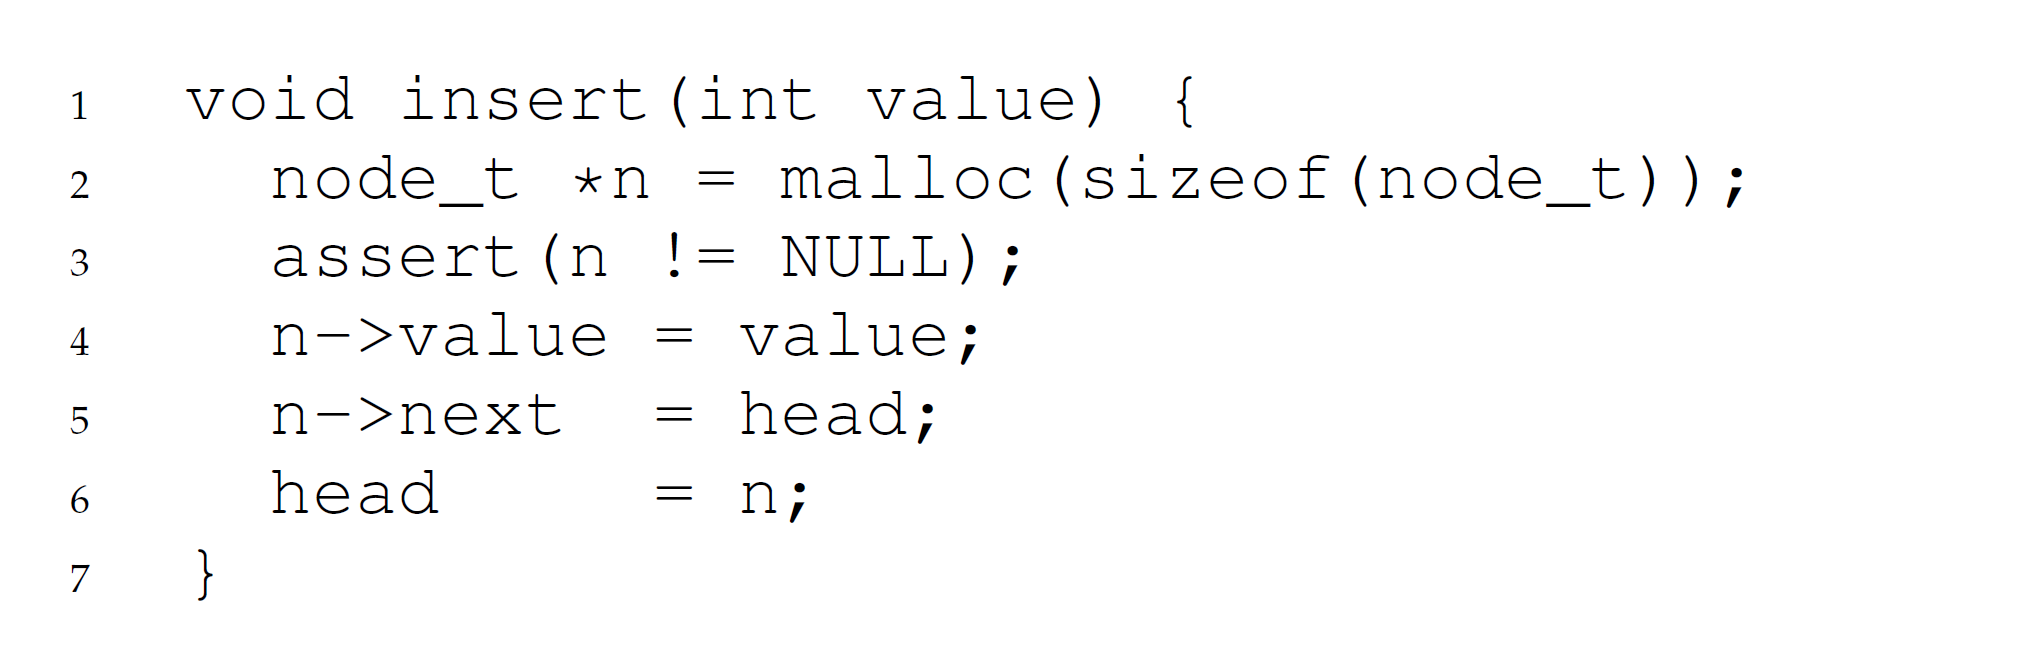 1 void insert(int value) {
2   node_t *n = malloc(sizeof(node_t));
3   assert(n != NULL);
4   n->value = value;
5   n->next  = head;
6   head     = n;
7 }